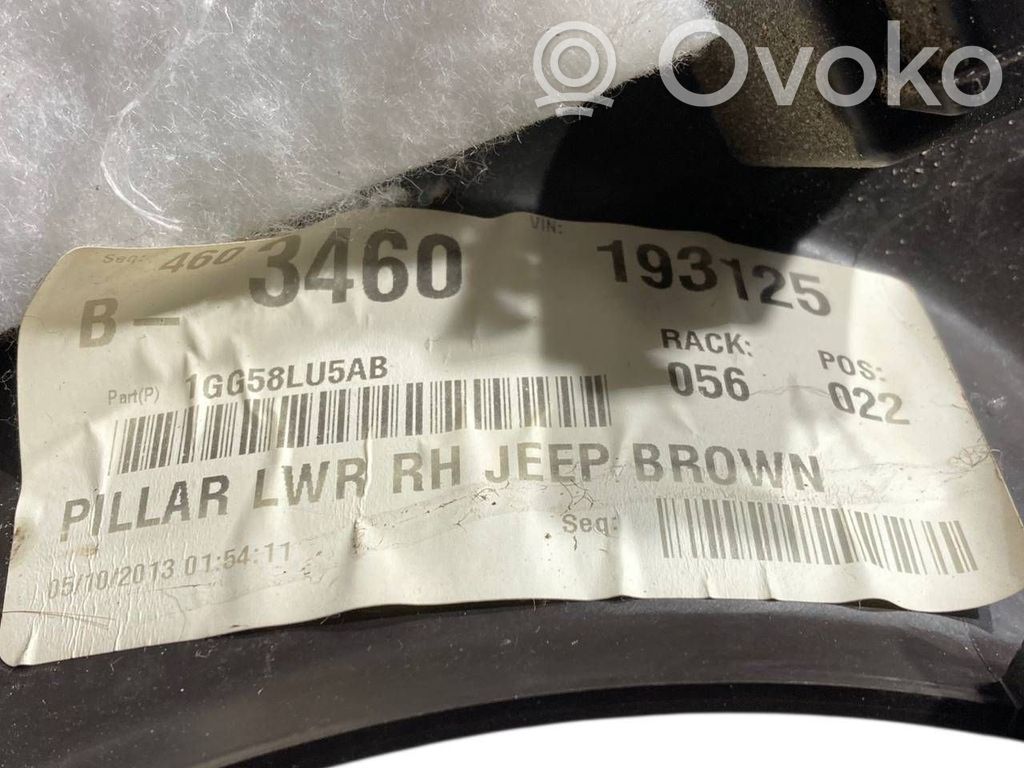 Ovoko
Seq: 460 3460 VIN: 193125
B-
RACK: POS:
Part(P) 1GG58LU5AB 056 022
PILLAR LWR RH JEEP BROWN
Seq:
05/10/2013 01:54:11